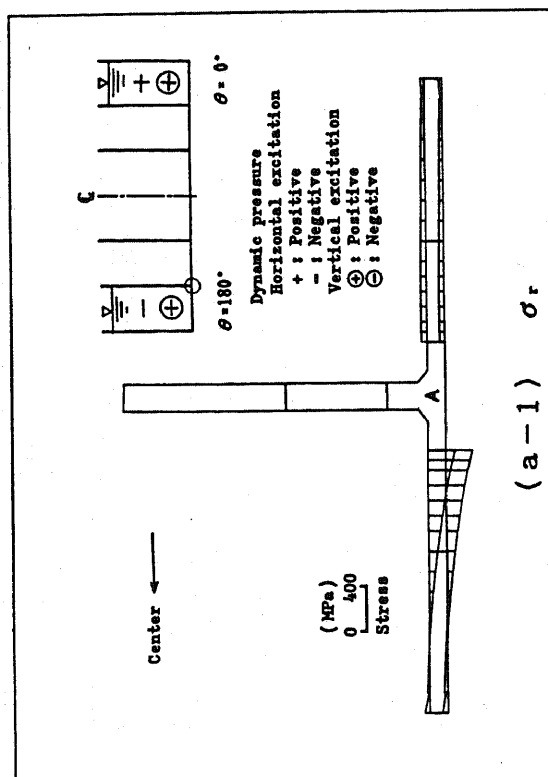 ℄
+
⊕
−
⊕
θ=180°
θ= 0°
Dynamic pressure
Horizontal excitation
+ : Positive
− : Negative
Vertical excitation
⊕ : Positive
⊖ : Negative
Center
A
(MPa)
0 400
Stress
(a-1) σr